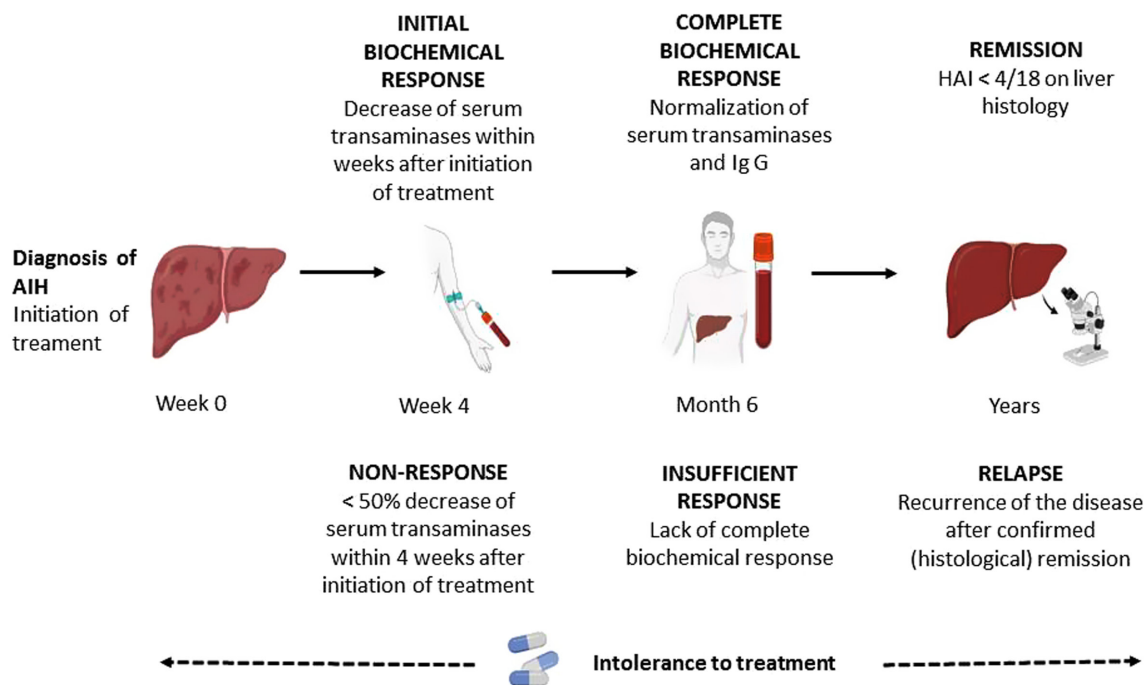 INITIAL
BIOCHEMICAL
RESPONSE
Decrease of serum
transaminases within
weeks after initiation
of treatment
COMPLETE
BIOCHEMICAL
RESPONSE
Normalization of
serum transaminases
and Ig G
REMISSION
HAI < 4/18 on liver
histology
Diagnosis of
AIH
Initiation of
treament
Week 0
Week 4
Month 6
Years
NON-RESPONSE
< 50% decrease of
serum transaminases
within 4 weeks after
initiation of treatment
INSUFFICIENT
RESPONSE
Lack of complete
biochemical response
RELAPSE
Recurrence of the disease
after confirmed
(histological) remission
Intolerance to treatment